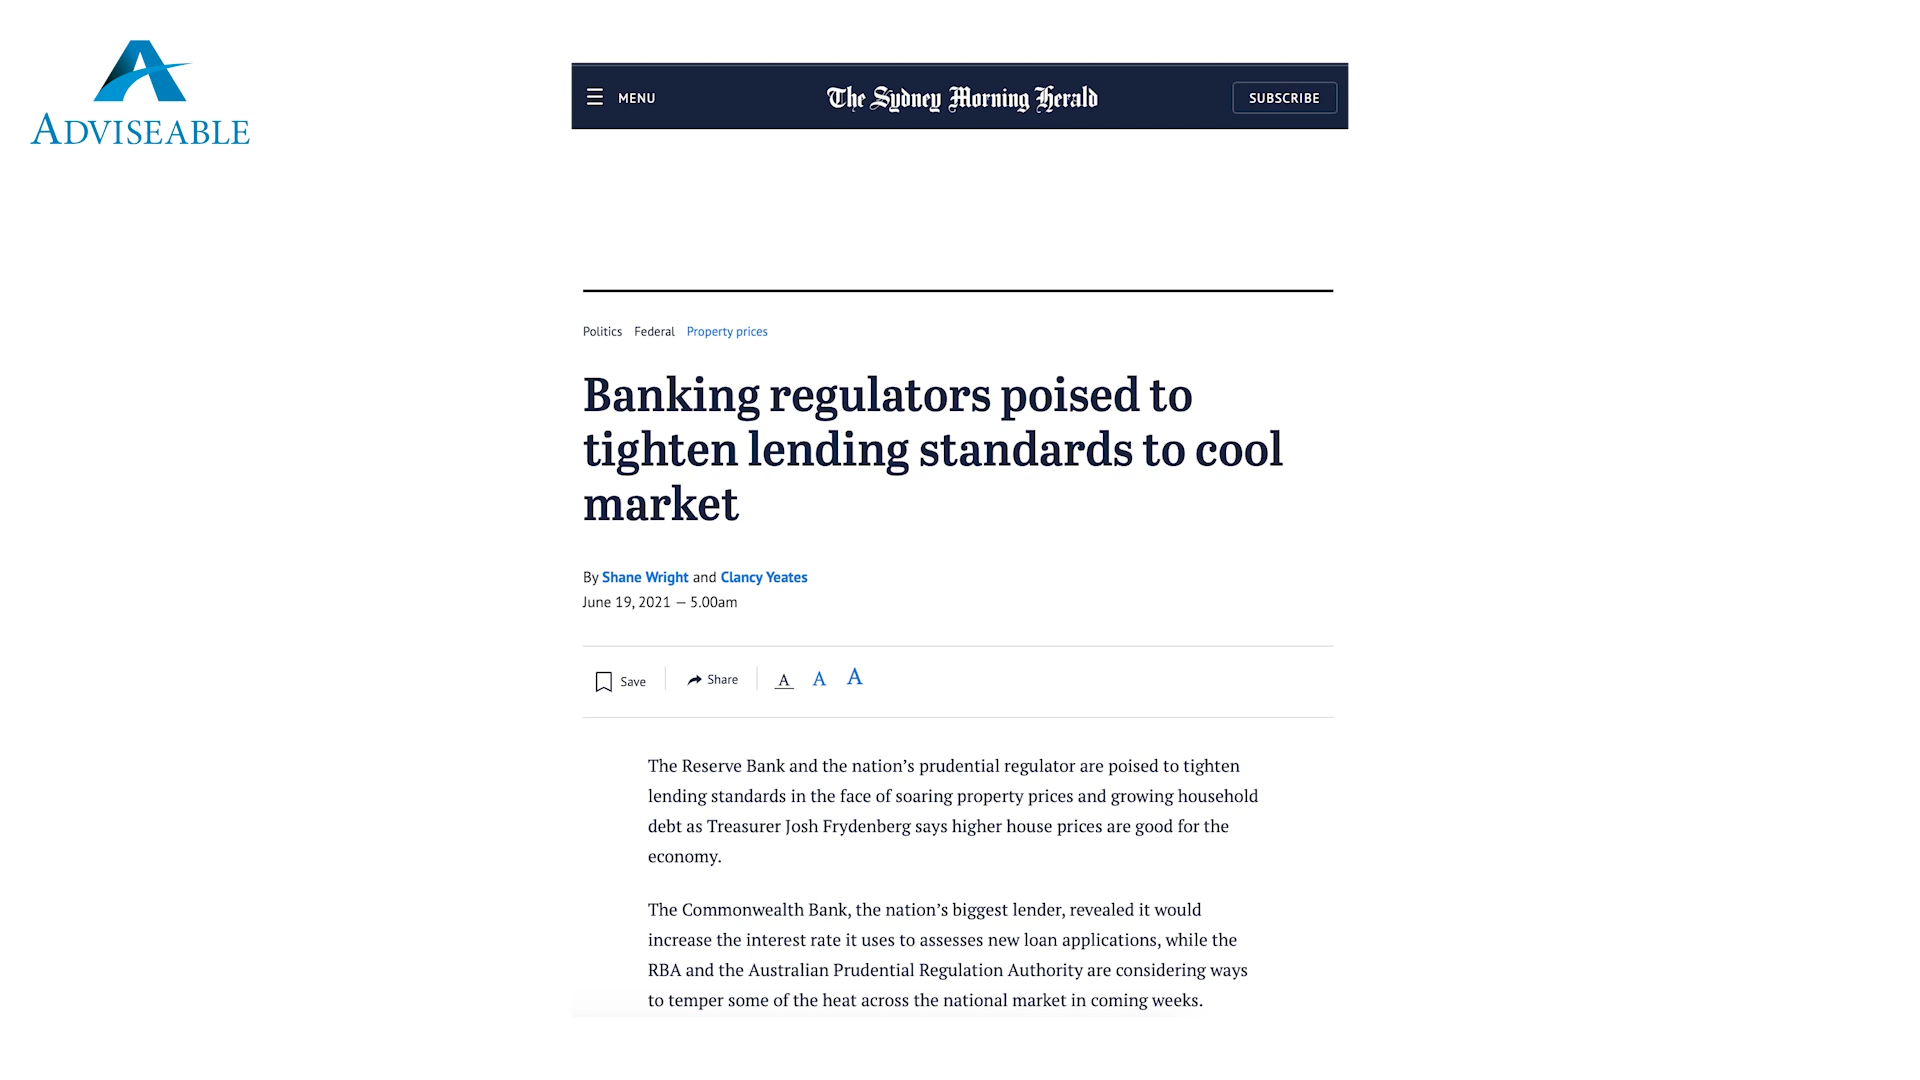 ADVISEABLE
MENU
The Sydney Morning Herald
SUBSCRIBE
Politics Federal Property prices
Banking regulators poised to
tighten lending standards to cool
market
By Shane Wright and Clancy Yeates
June 19, 2021 — 5.00am
Save Share A A A
The Reserve Bank and the nation’s prudential regulator are poised to tighten
lending standards in the face of soaring property prices and growing household
debt as Treasurer Josh Frydenberg says higher house prices are good for the
economy.
The Commonwealth Bank, the nation’s biggest lender, revealed it would
increase the interest rate it uses to assesses new loan applications, while the
RBA and the Australian Prudential Regulation Authority are considering ways
to temper some of the heat across the national market in coming weeks.